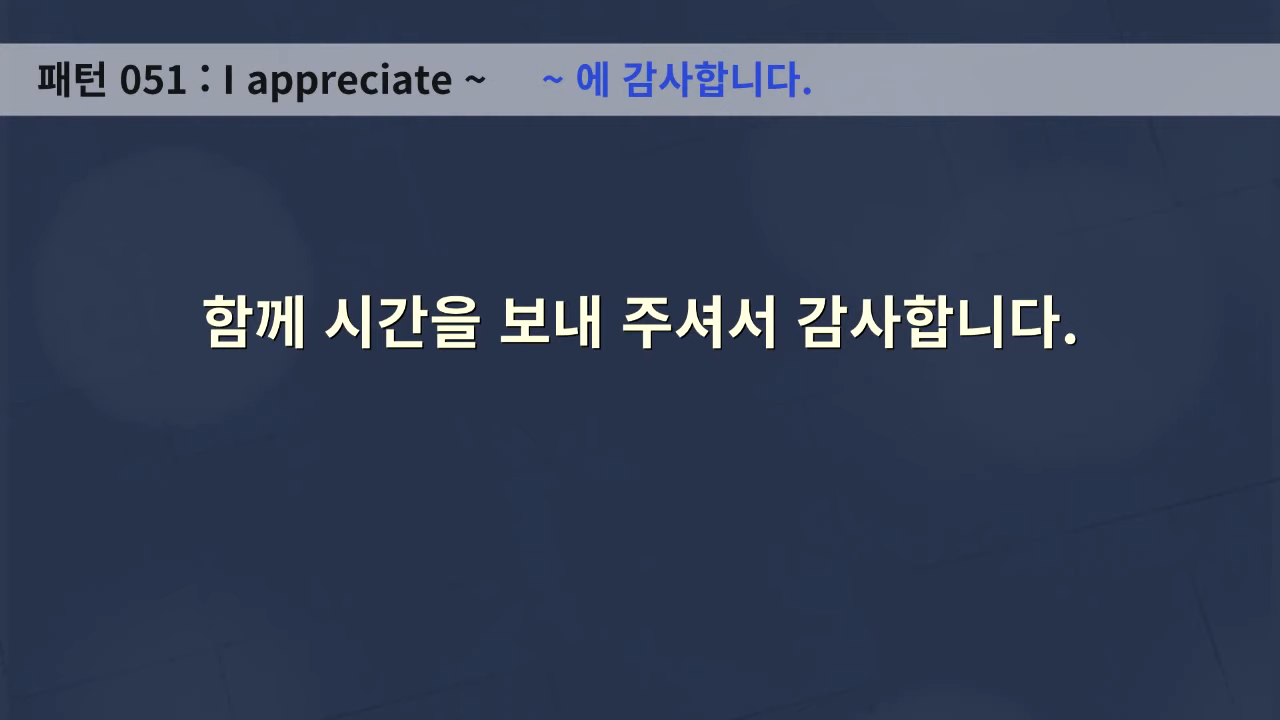 패턴 051 : I appreciate ~ ~ 에 감사합니다.
함께 시간을 보내 주셔서 감사합니다.